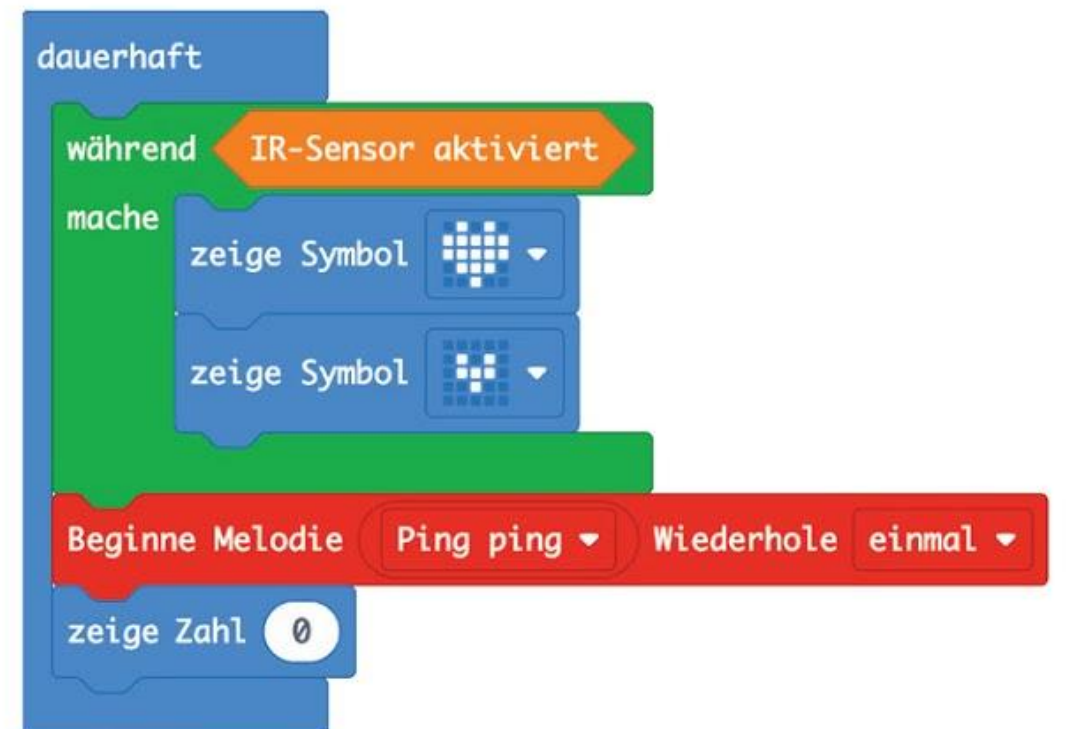 dauerhaft
während IR-Sensor aktiviert
mache
zeige Symbol
zeige Symbol
Beginne Melodie Ping ping Wiederhole einmal
zeige Zahl 0